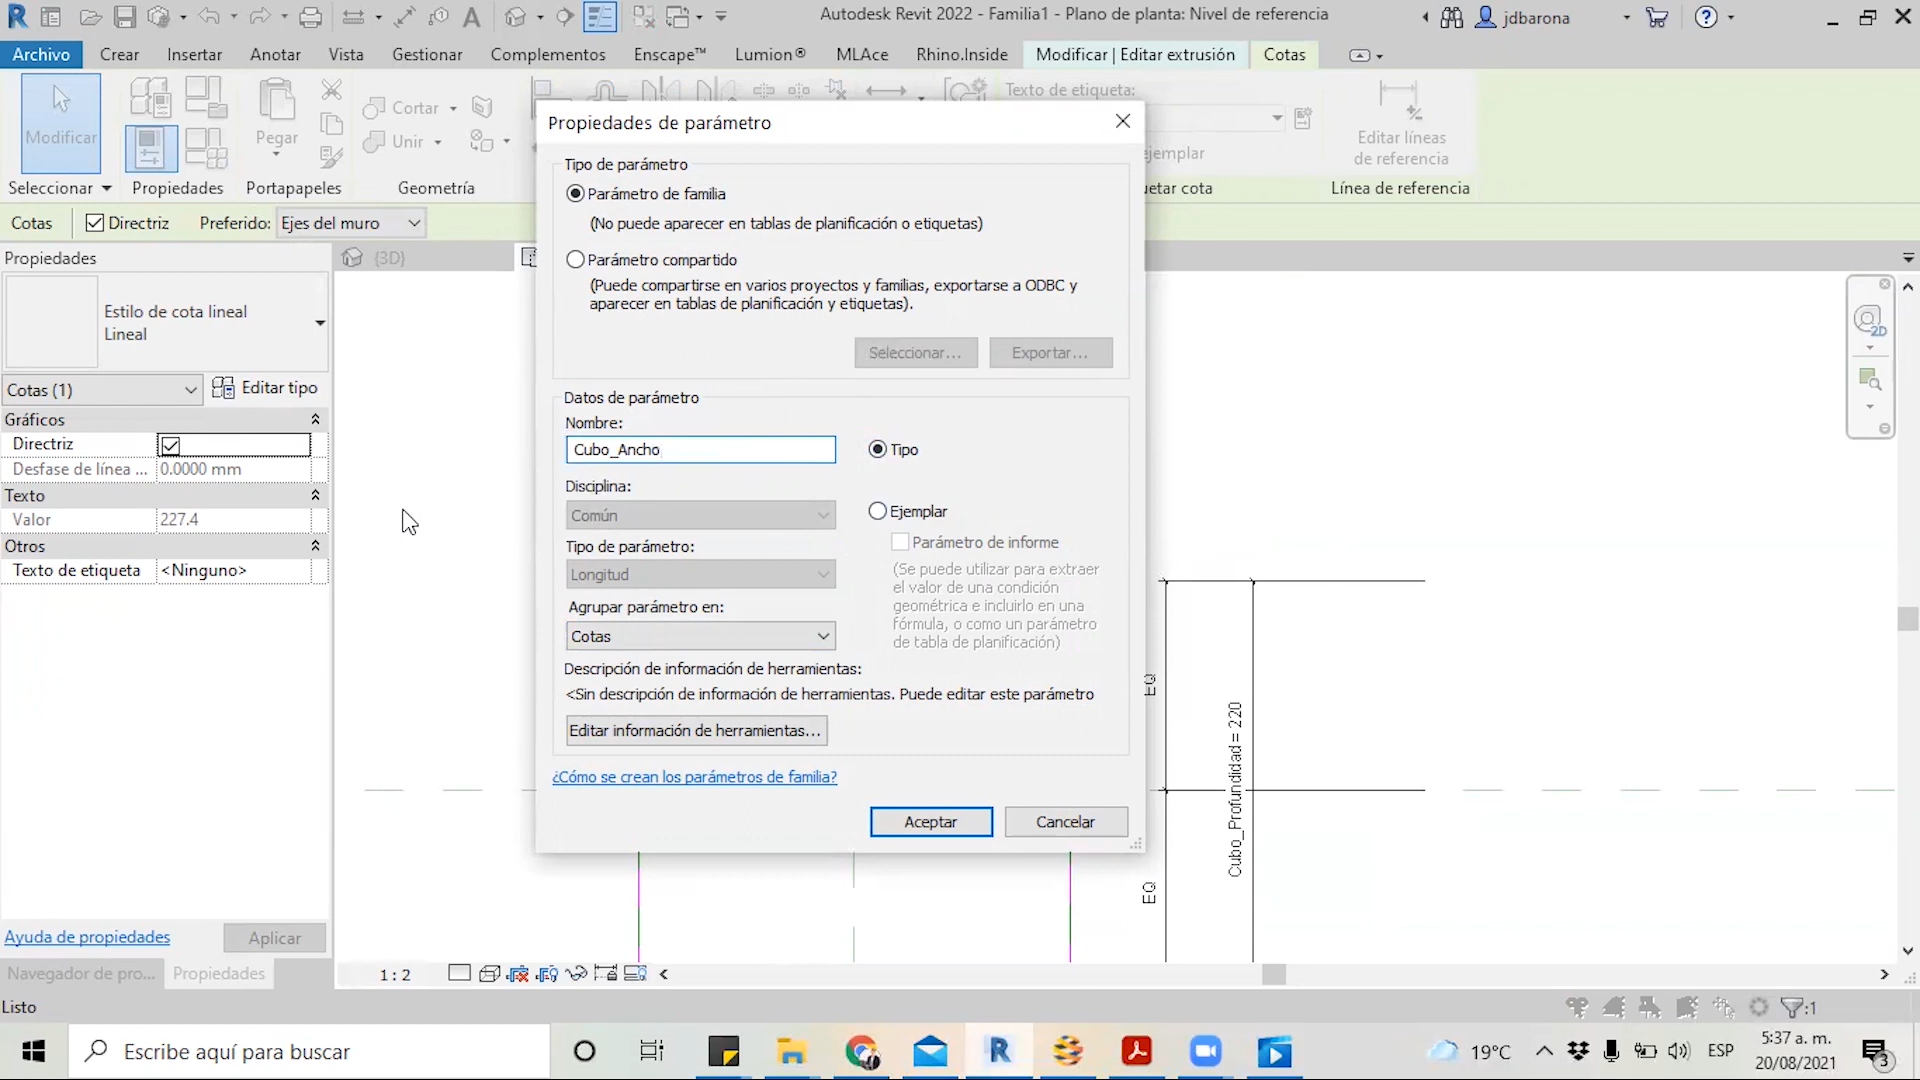 Autodesk Revit 2022 - Familia1 - Plano de planta: Nivel de referencia
jdbarona
Archivo Crear Insertar Anotar Vista Gestionar Complementos Enscape™ Lumion® MLAce Rhino.Inside Modificar | Editar extrusión Cotas
Modificar
Pegar
Cortar
Unir
Texto de etiqueta:
Editar líneas
de referencia
Seleccionar Propiedades Portapapeles Geometría Línea de referencia
Cotas Directriz Preferido: Ejes del muro
Propiedades
{3D}
Estilo de cota lineal
Lineal
Cotas (1) Editar tipo
Gráficos
Directriz
Desfase de línea ... 0.0000 mm
Texto
Valor 227.4
Otros
Texto de etiqueta <Ninguno>
Ayuda de propiedades Aplicar
Navegador de pro... Propiedades
Propiedades de parámetro
Tipo de parámetro
Parámetro de familia
(No puede aparecer en tablas de planificación o etiquetas)
Parámetro compartido
(Puede compartirse en varios proyectos y familias, exportarse a ODBC y
aparecer en tablas de planificación y etiquetas).
Seleccionar... Exportar...
Datos de parámetro
Nombre:
Cubo_Ancho
Tipo
Disciplina:
Común
Ejemplar
Parámetro de informe
(Se puede utilizar para extraer
el valor de una condición
geométrica e incluirlo en una
fórmula, o como un parámetro
de tabla de planificación)
Tipo de parámetro:
Longitud
Agrupar parámetro en:
Cotas
Descripción de información de herramientas:
<Sin descripción de información de herramientas. Puede editar este parámetro
Editar información de herramientas...
¿Cómo se crean los parámetros de familia?
Aceptar Cancelar
EQ
EQ
Cubo_Profundidad = 220
2D
1 : 2
Listo
:1
Escribe aquí para buscar
19°C
ESP
5:37 a. m.
20/08/2021
3